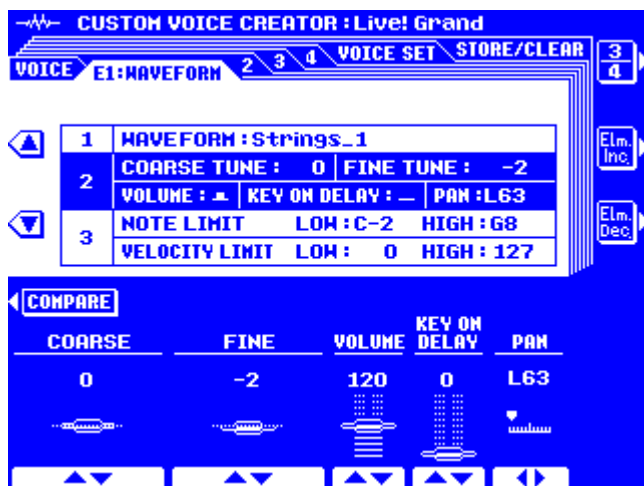 CUSTOM VOICE CREATOR :Live! Grand
VOICE E1:WAVEFORM 2 3 4 VOICE SET STORE/CLEAR
3
4
1 WAVEFORM :Strings_1
2 COARSE TUNE : 0 FINE TUNE : -2
VOLUME : KEY ON DELAY : PAN :L63
3 NOTE LIMIT LOW :C-2 HIGH :G8
VELOCITY LIMIT LOW : 0 HIGH : 127
Elm.
Inc.
Elm.
Dec.
COMPARE
COARSE FINE VOLUME KEY ON DELAY PAN
0 -2 120 0 L63